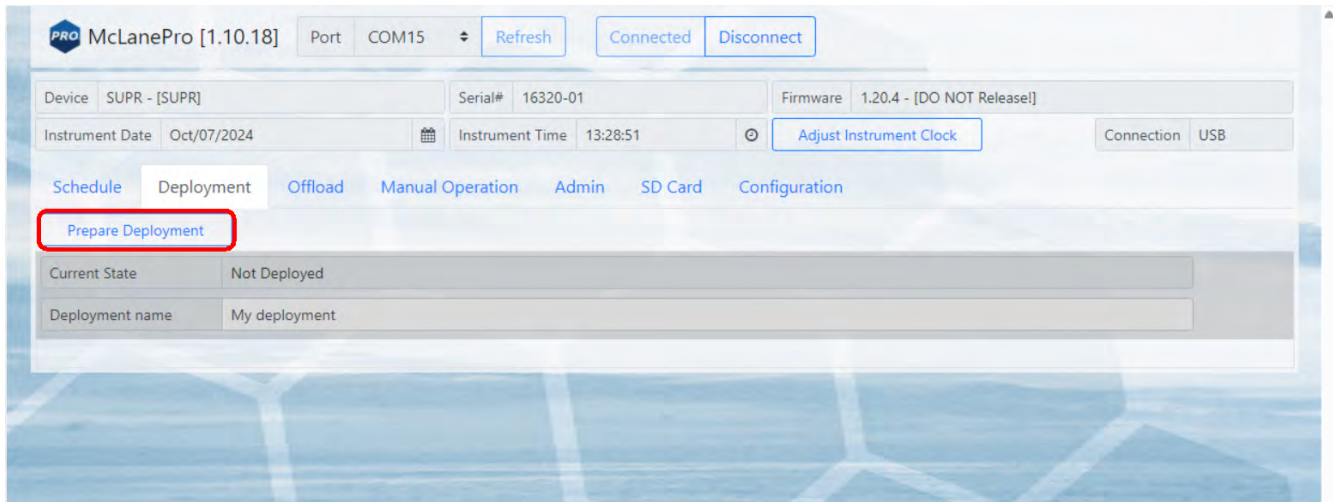 PRO McLanePro [1.10.18] Port COM15 Refresh Connected Disconnect
Device SUPR - [SUPR] Serial# 16320-01 Firmware 1.20.4 - [DO NOT Release!]
Instrument Date Oct/07/2024 Instrument Time 13:28:51 Adjust Instrument Clock Connection USB
Schedule Deployment Offload Manual Operation Admin SD Card Configuration
Prepare Deployment
Current State Not Deployed
Deployment name My deployment